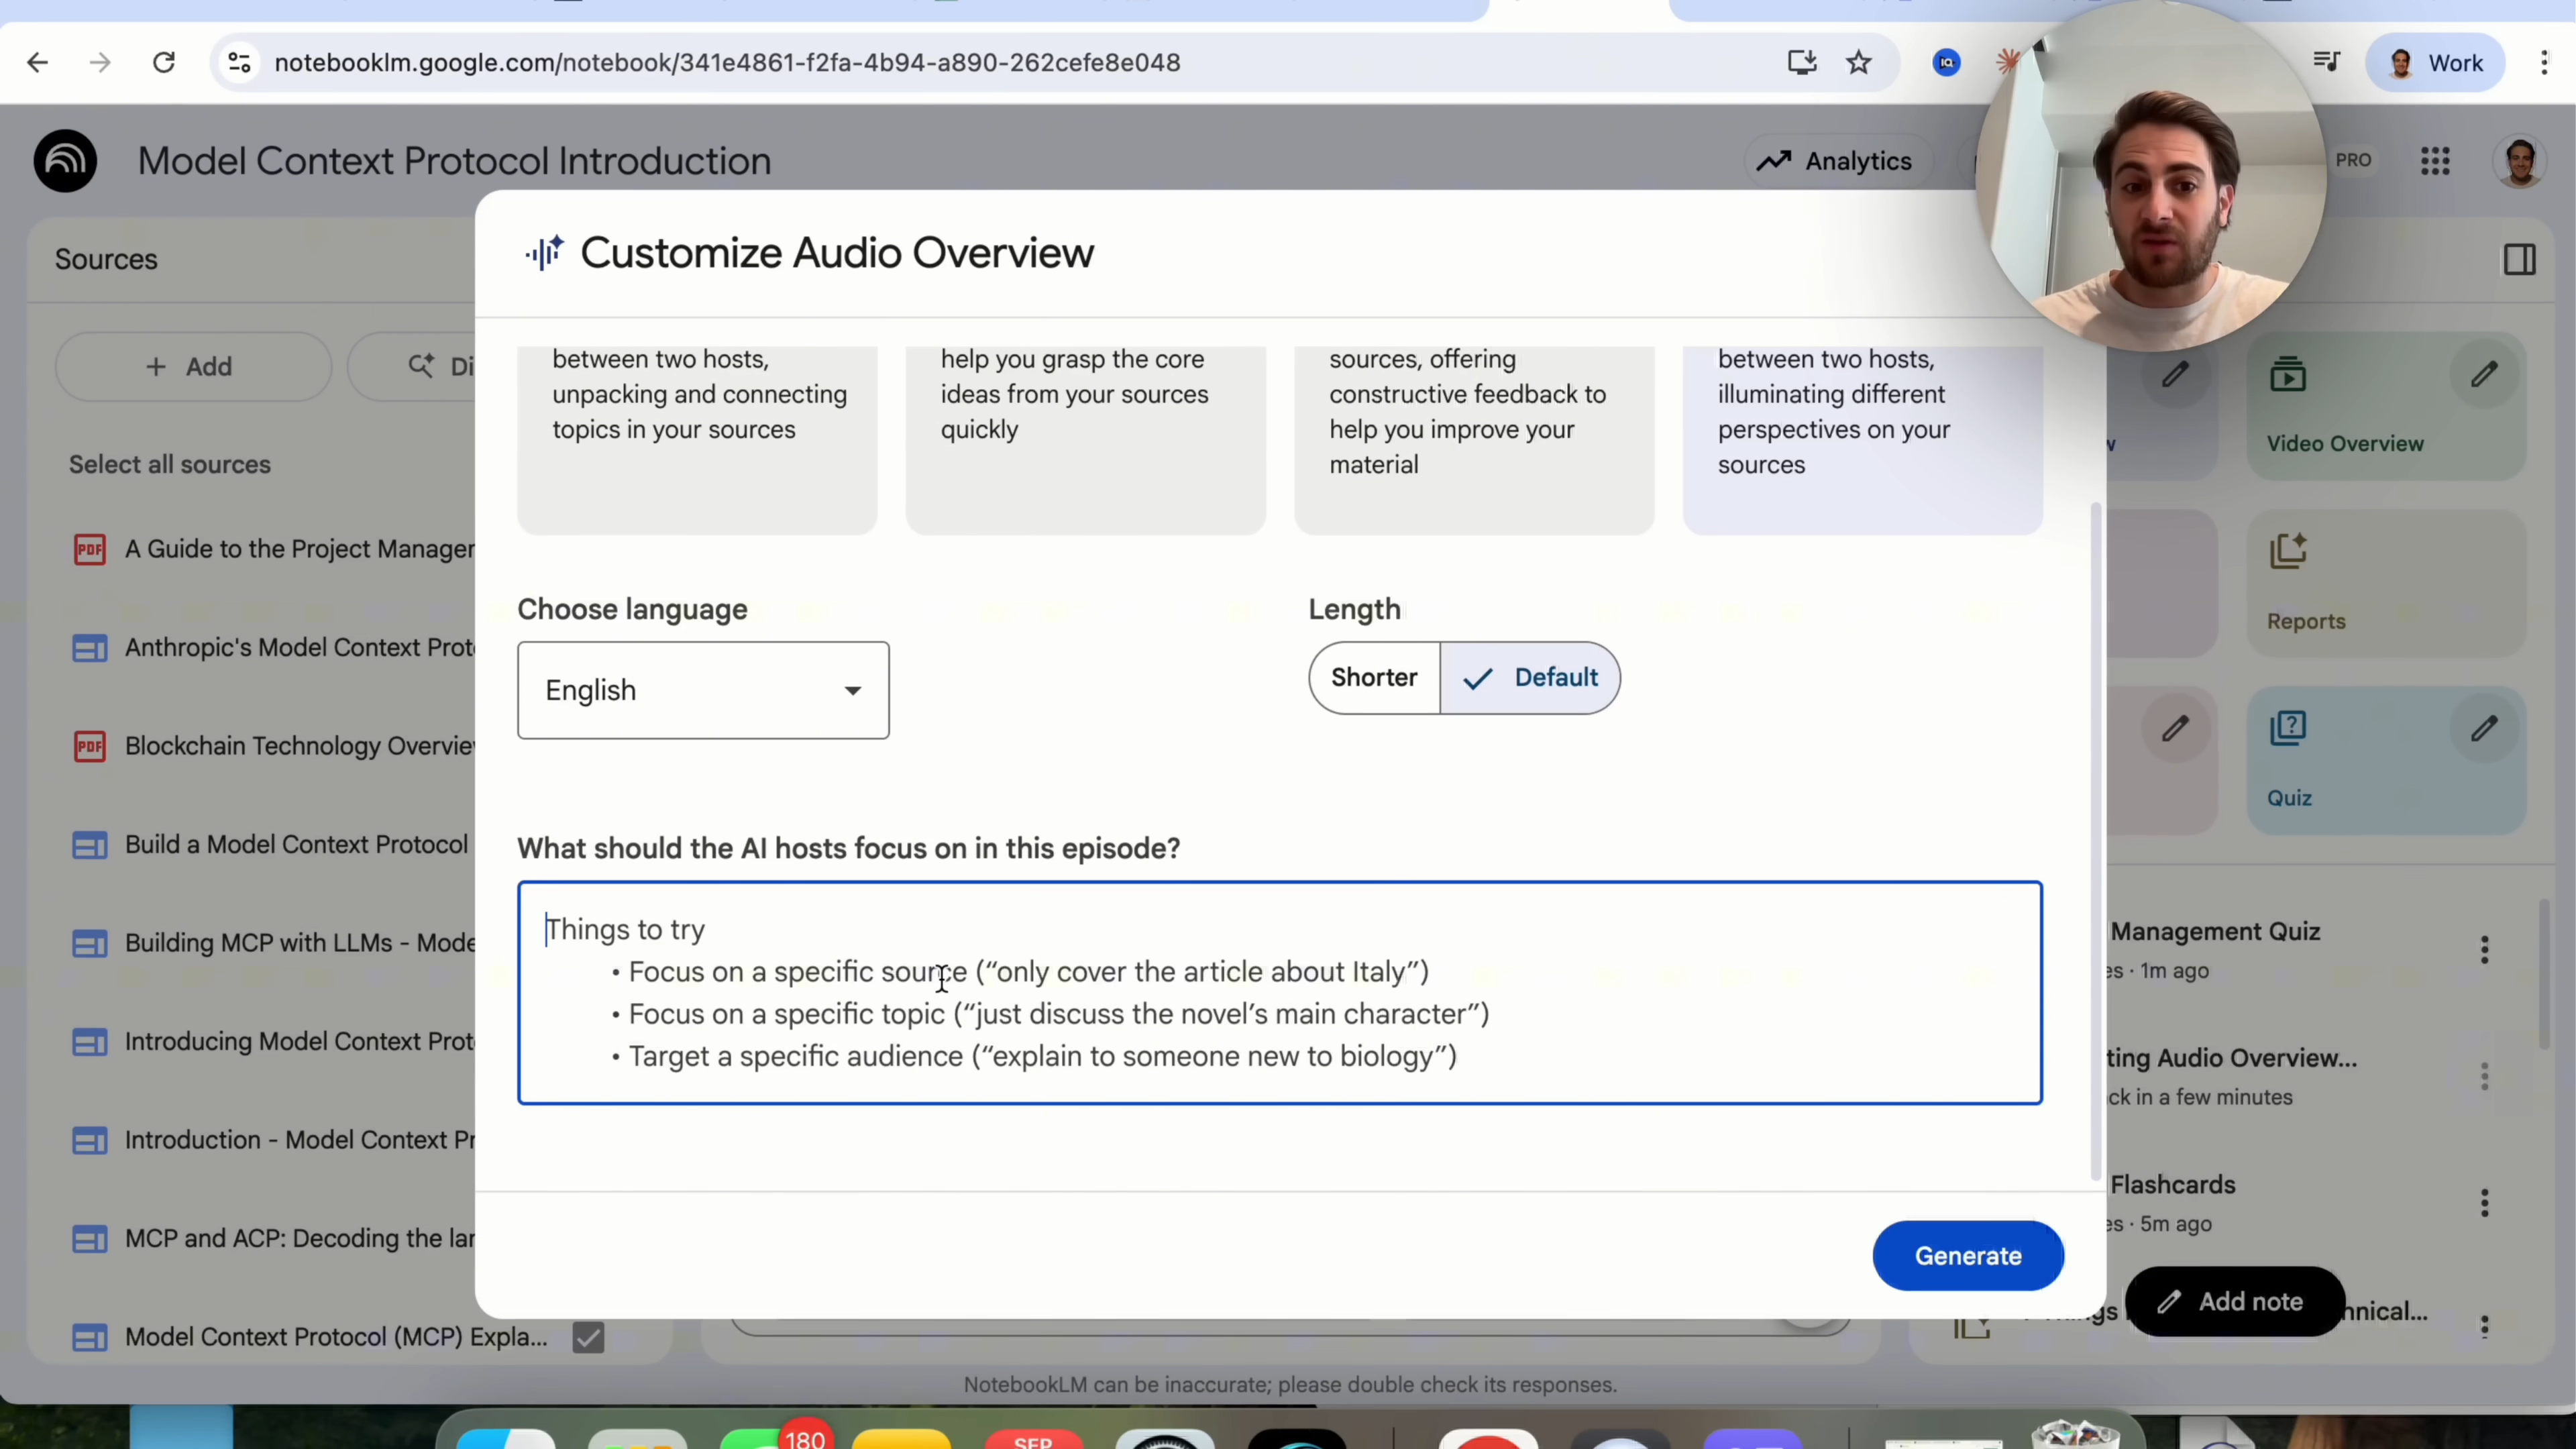 notebooklm.google.com/notebook/341e4861-f2fa-4b94-a890-262cefe8e048
Work
Model Context Protocol Introduction
Analytics
PRO
Customize Audio Overview
Sources
Add
Di
between two hosts,
unpacking and connecting
topics in your sources
help you grasp the core
ideas from your sources
quickly
sources, offering
constructive feedback to
help you improve your
material
between two hosts,
illuminating different
perspectives on your
sources
Video Overview
Select all sources
A Guide to the Project Manager
Anthropic's Model Context Prot
Blockchain Technology Overvie
Build a Model Context Protocol
Building MCP with LLMs - Mode
Introducing Model Context Prot
Introduction - Model Context Pr
MCP and ACP: Decoding the lar
Model Context Protocol (MCP) Expla...
Choose language
English
Length
Shorter
Default
Reports
Quiz
What should the AI hosts focus on in this episode?
Things to try
• Focus on a specific source (“only cover the article about Italy”)
• Focus on a specific topic (“just discuss the novel’s main character”)
• Target a specific audience (“explain to someone new to biology”)
Management Quiz
es · 1m ago
ting Audio Overview...
ck in a few minutes
Flashcards
es · 5m ago
Generate
Add note
hnical...
NotebookLM can be inaccurate; please double check its responses.
180
SEP